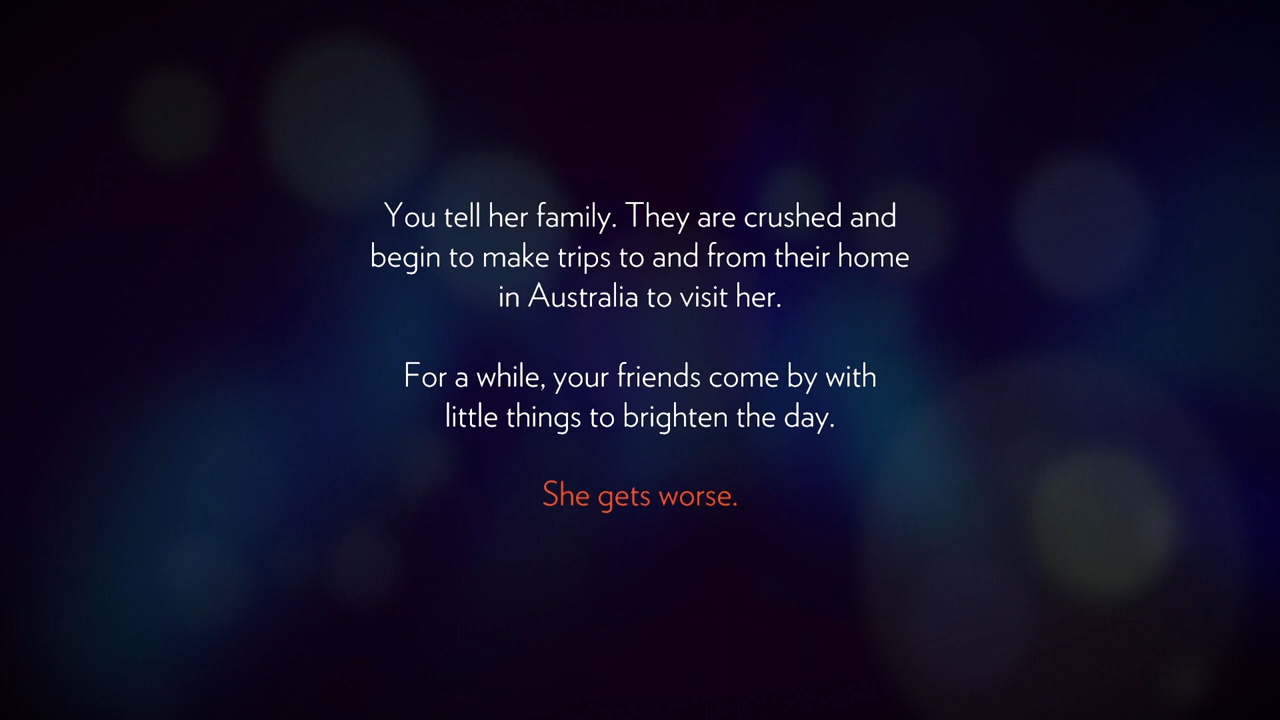 You tell her family. They are crushed and
begin to make trips to and from their home
in Australia to visit her.
For a while, your friends come by with
little things to brighten the day.
She gets worse.